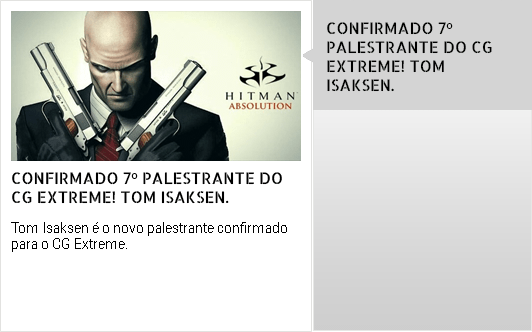 HITMAN
ABSOLUTION
CONFIRMADO 7º PALESTRANTE DO
CG EXTREME! TOM ISAKSEN.
Tom Isaksen é o novo palestrante confirmado
para o CG Extreme.
CONFIRMADO 7º
PALESTRANTE DO CG
EXTREME! TOM
ISAKSEN.